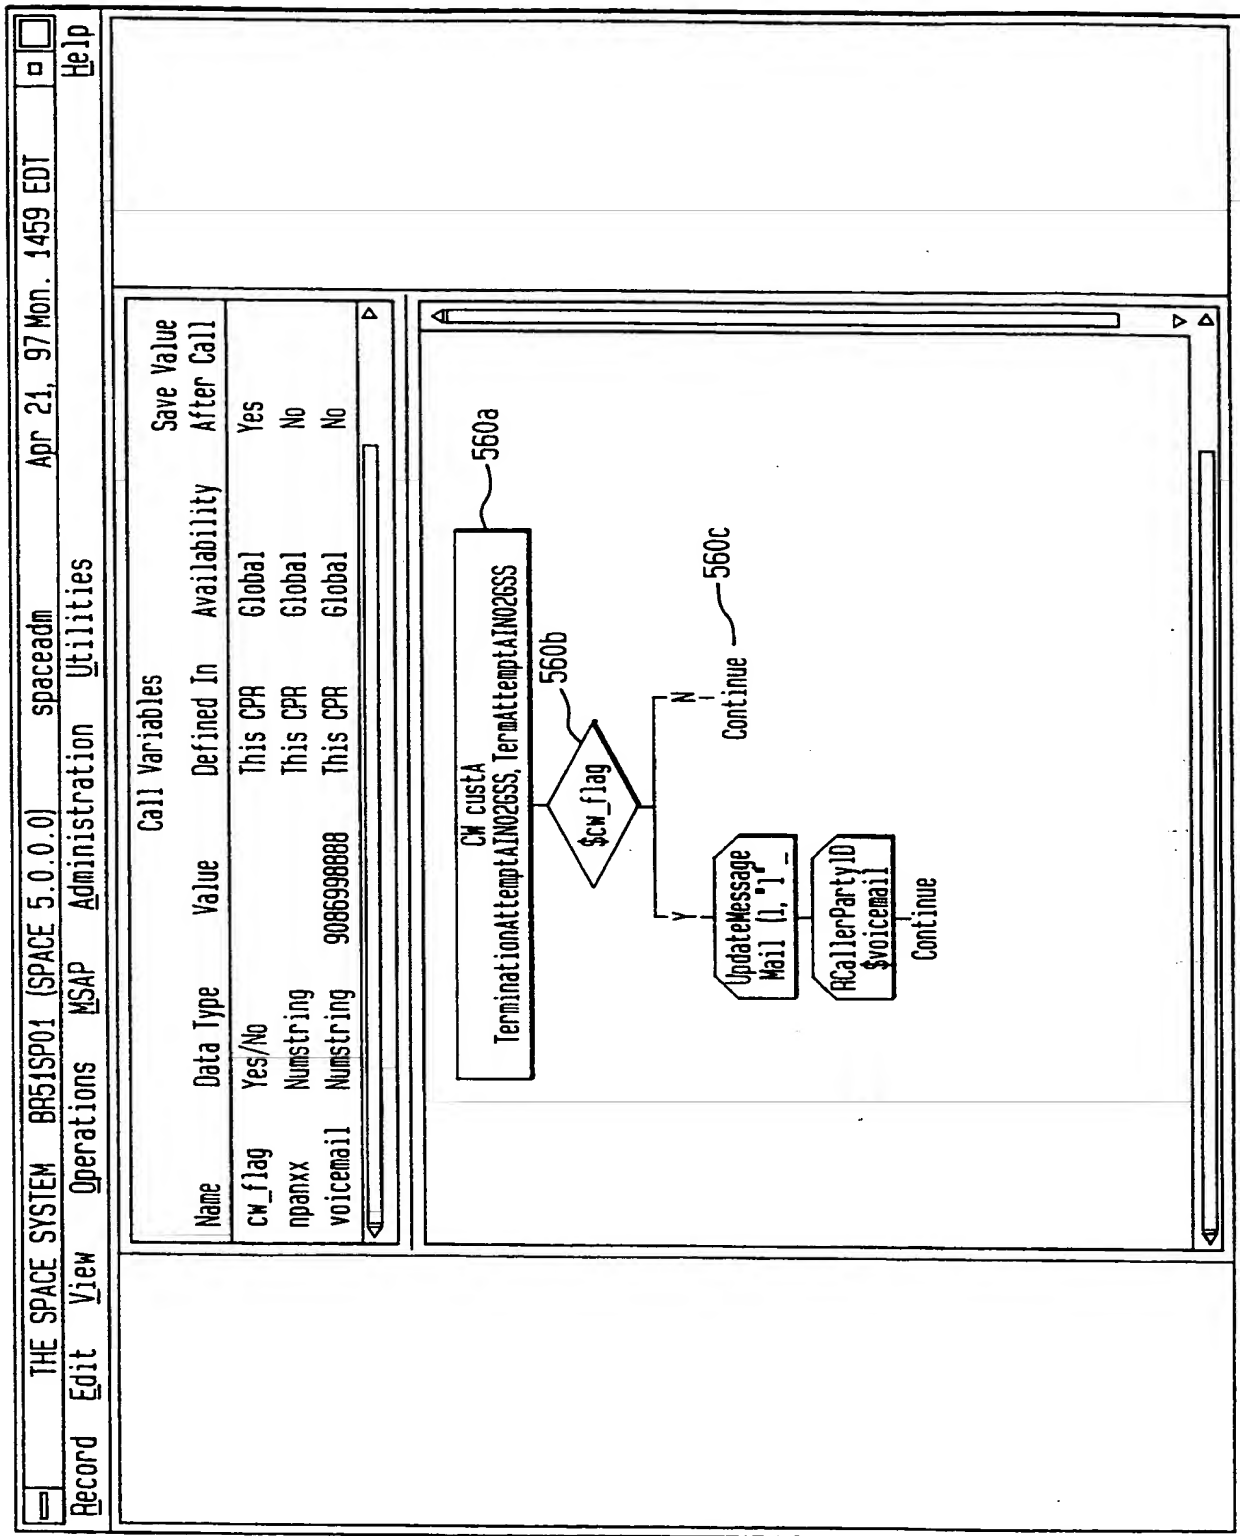 THE SPACE SYSTEM BR51SP01 (SPACE 5.0.0.0) spaceadm Apr 21, 97 Mon. 1459 EDT
Record Edit View Operations MSAP Administration Utilities Help
Call Variables
Save Value
Name Data Type Value Defined In Availability After Call
cw_flag Yes/No This CPR Global Yes
npanxx Numstring This CPR Global No
voicemail Numstring 9086998888 This CPR Global No
CW custA
TerminationAttemptAIN02GSS, TermAttemptAIN02GSS
560a
560b
$cw_flag
Y N
560c
Continue
UpdateMessage
Mail (1, "1" _
RCallerPartyID
$voicemail
Continue